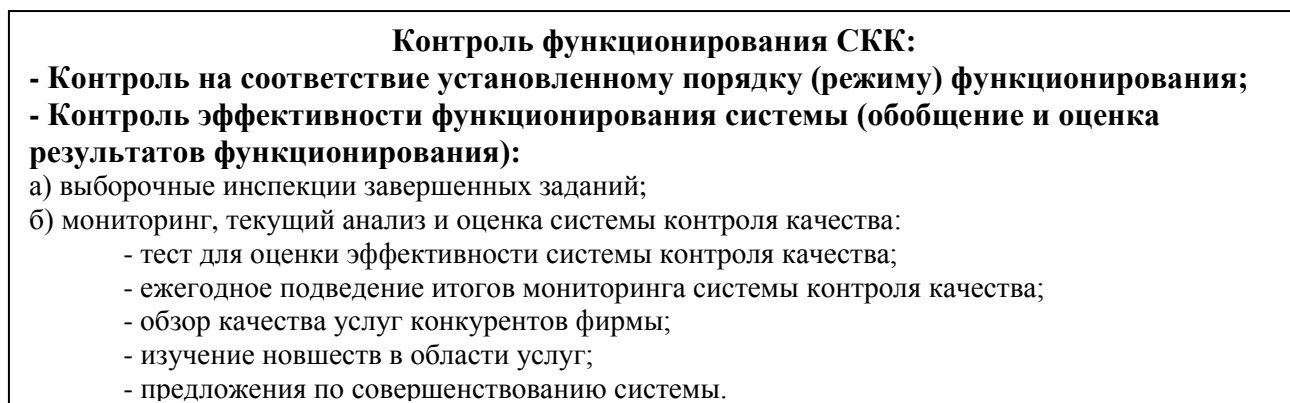 Контроль функционирования СКК:
- Контроль на соответствие установленному порядку (режиму) функционирования;
- Контроль эффективности функционирования системы (обобщение и оценка
результатов функционирования):
а) выборочные инспекции завершенных заданий;
б) мониторинг, текущий анализ и оценка системы контроля качества:
- тест для оценки эффективности системы контроля качества;
- ежегодное подведение итогов мониторинга системы контроля качества;
- обзор качества услуг конкурентов фирмы;
- изучение новшеств в области услуг;
- предложения по совершенствованию системы.